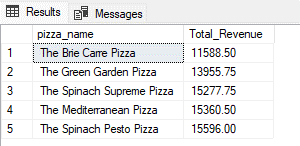 Results Messages
pizza_name Total_Revenue
1 The Brie Carre Pizza 11588.50
2 The Green Garden Pizza 13955.75
3 The Spinach Supreme Pizza 15277.75
4 The Mediterranean Pizza 15360.50
5 The Spinach Pesto Pizza 15596.00